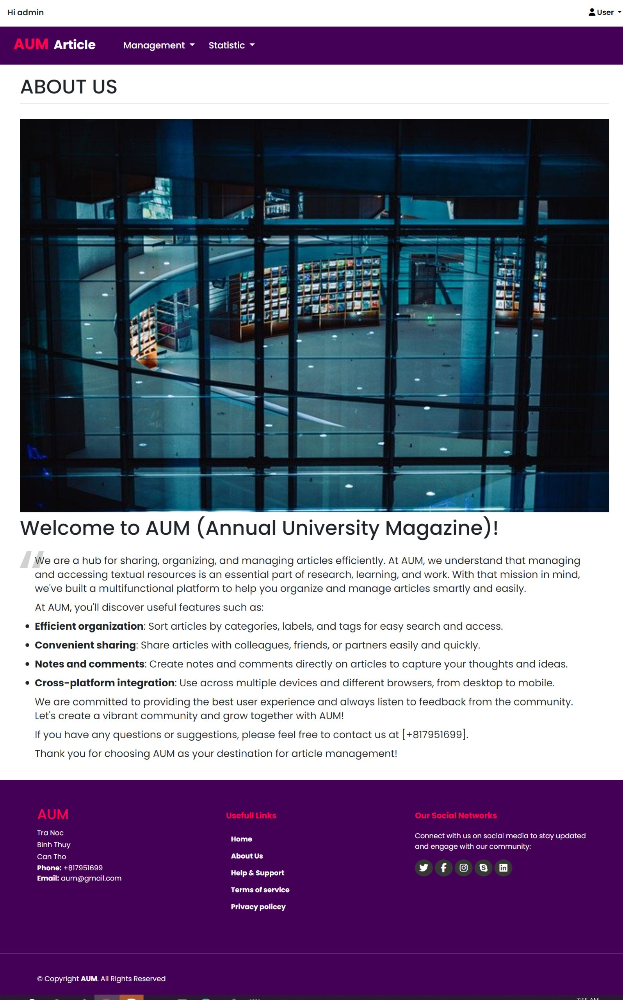 Hi admin
User
AUM Article
Management
Statistic
ABOUT US
Welcome to AUM (Annual University Magazine)!
We are a hub for sharing, organizing, and managing articles efficiently. At AUM, we understand that managing
and accessing textual resources is an essential part of research, learning, and work. With that mission in mind,
we've built a multifunctional platform to help you organize and manage articles smartly and easily.
At AUM, you'll discover useful features such as:
Efficient organization: Sort articles by categories, labels, and tags for easy search and access.
Convenient sharing: Share articles with colleagues, friends, or partners easily and quickly.
Notes and comments: Create notes and comments directly on articles to capture your thoughts and ideas.
Cross-platform integration: Use across multiple devices and different browsers, from desktop to mobile.
We are committed to providing the best user experience and always listen to feedback from the community.
Let's create a vibrant community and grow together with AUM!
If you have any questions or suggestions, please feel free to contact us at [+817951699].
Thank you for choosing AUM as your destination for article management!
AUM
Tra Noc
Binh Thuy
Can Tho
Phone: +817951699
Email: aum@gmail.com
Usefull Links
Home
About Us
Help & Support
Terms of service
Privacy policey
Our Social Networks
Connect with us on social media to stay updated
and engage with our community:
© Copyright AUM. All Rights Reserved
7:55 AM